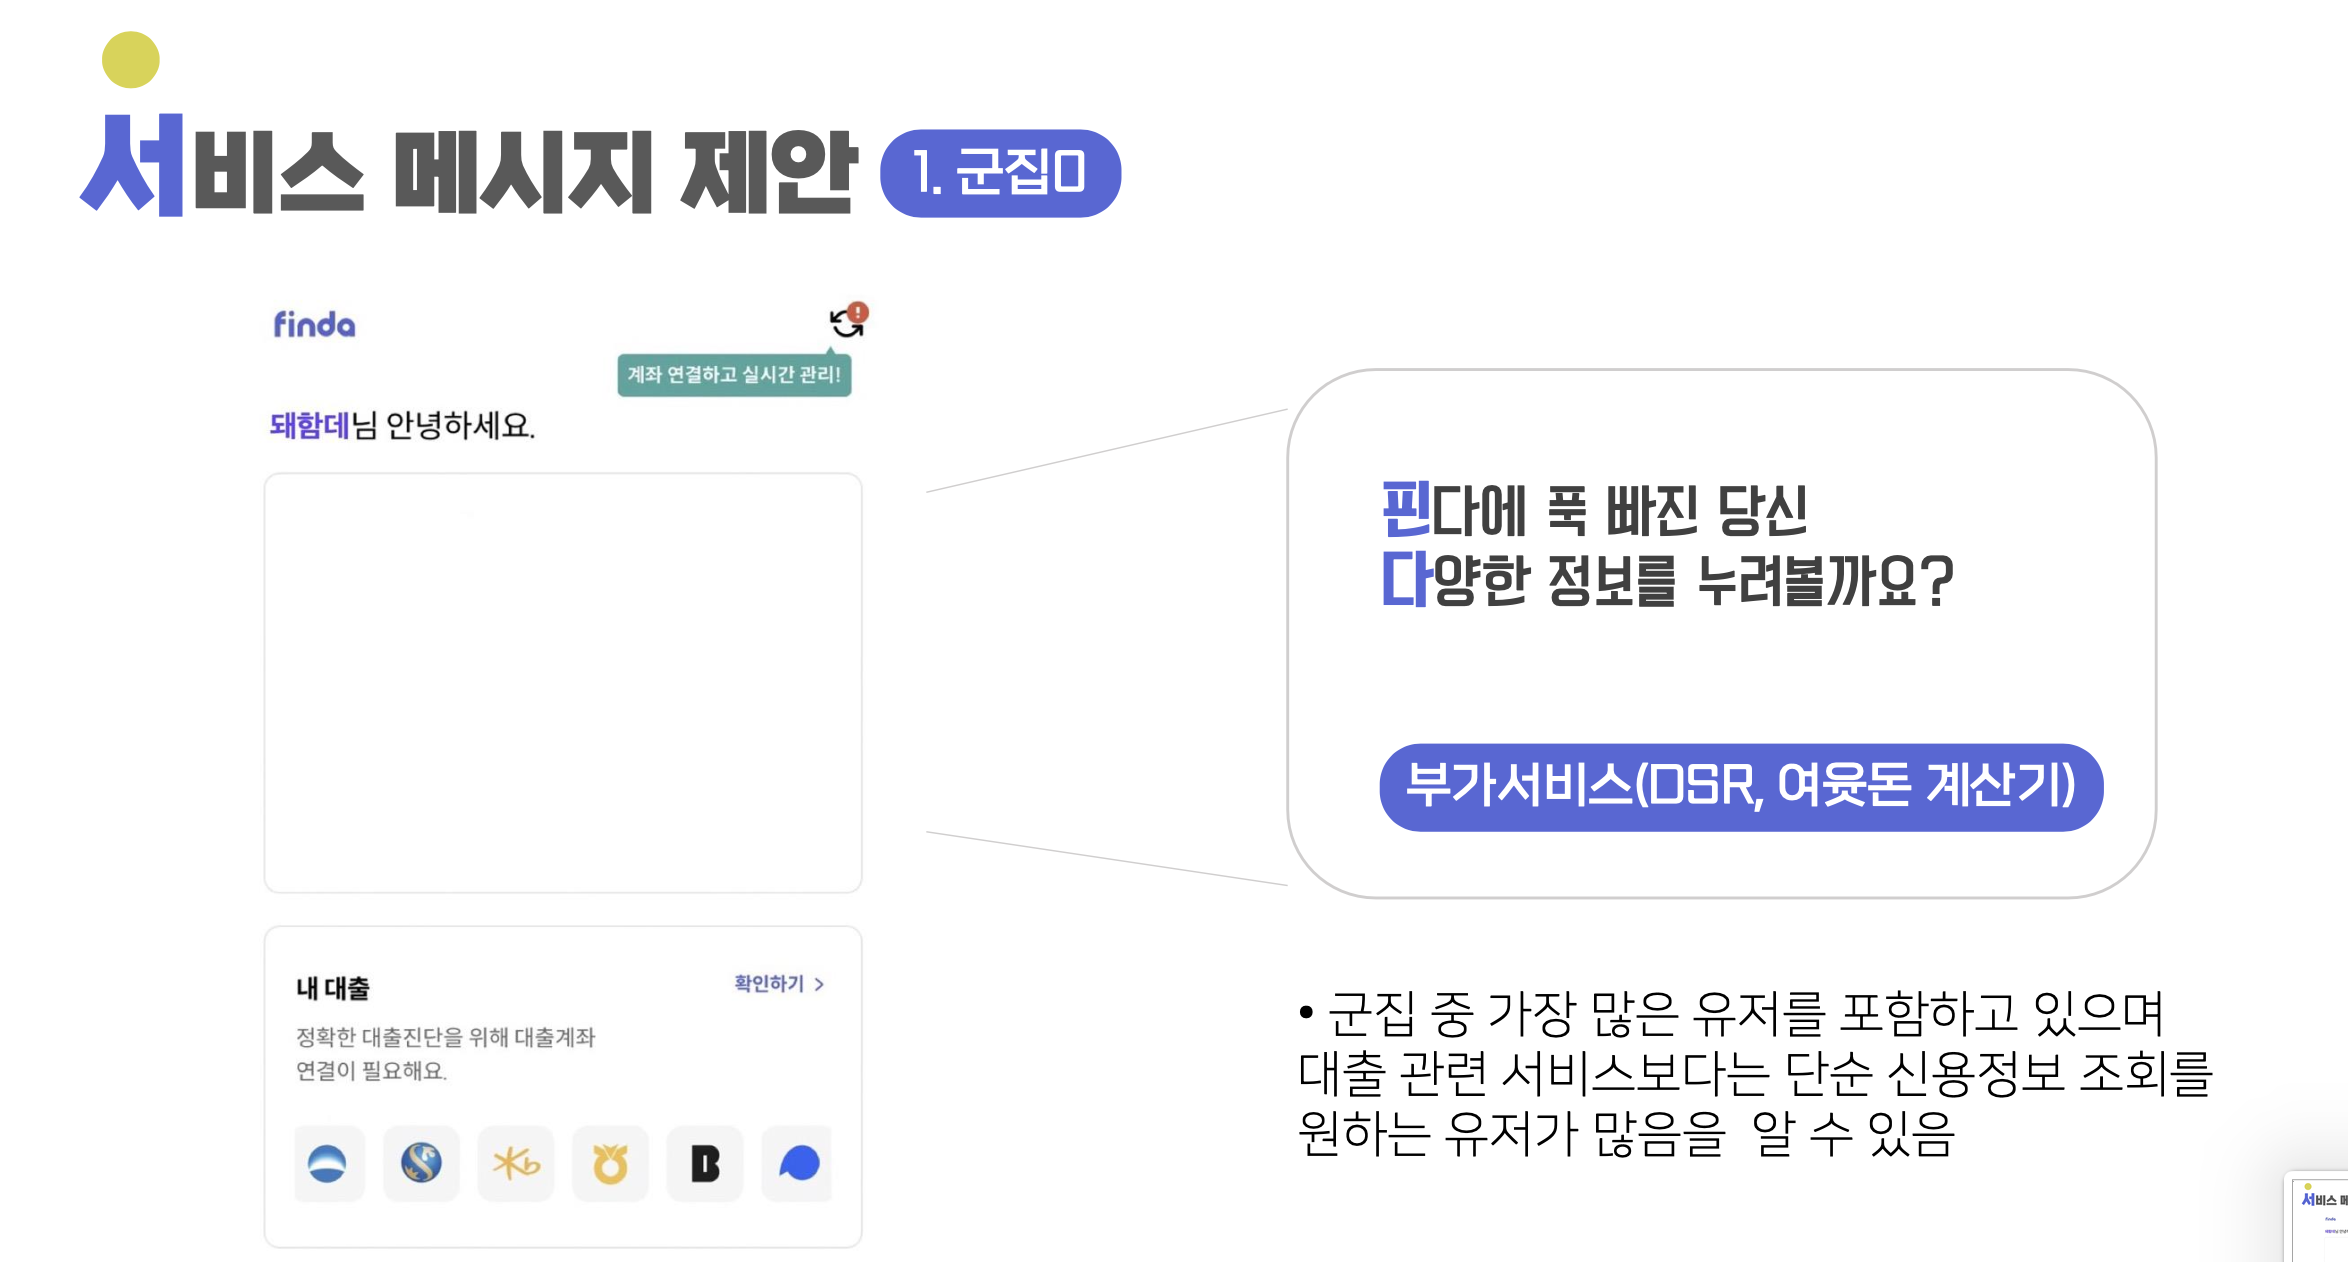 서비스 메시지 제안
1. 군집0
finda
계좌 연결하고 실시간 관리!
돼함데님 안녕하세요.
핀다에 푹 빠진 당신
다양한 정보를 누려볼까요?
부가서비스(DSR, 여윳돈 계산기)
내 대출
확인하기 >
정확한 대출진단을 위해 대출계좌
연결이 필요해요.
• 군집 중 가장 많은 유저를 포함하고 있으며
대출 관련 서비스보다는 단순 신용정보 조회를
원하는 유저가 많음을 알 수 있음
서비스 메
finda